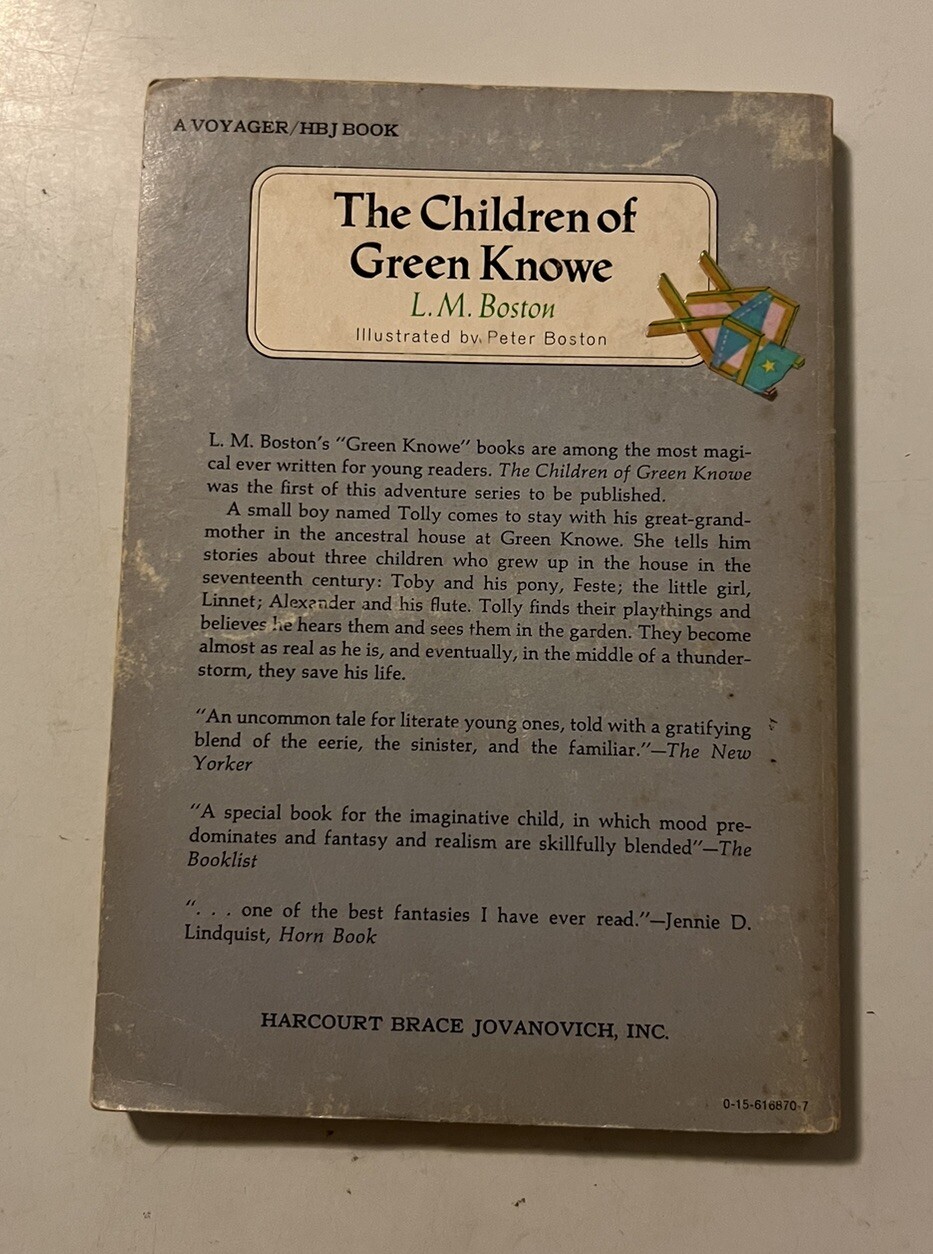 A VOYAGER/HBJ BOOK
The Children of
Green Knowe
L. M. Boston
Illustrated by Peter Boston
L. M. Boston's "Green Knowe" books are among the most magi-
cal ever written for young readers. The Children of Green Knowe
was the first of this adventure series to be published.
A small boy named Tolly comes to stay with his great-grand-
mother in the ancestral house at Green Knowe. She tells him
stories about three children who grew up in the house in the
seventeenth century: Toby and his pony, Feste; the little girl,
Linnet; Alexander and his flute. Tolly finds their playthings and
believes he hears them and sees them in the garden. They become
almost as real as he is, and eventually, in the middle of a thunder-
storm, they save his life.
"An uncommon tale for literate young ones, told with a gratifying
blend of the eerie, the sinister, and the familiar."—The New
Yorker
"A special book for the imaginative child, in which mood pre-
dominates and fantasy and realism are skillfully blended"—The
Booklist
". . . one of the best fantasies I have ever read."—Jennie D.
Lindquist, Horn Book
HARCOURT BRACE JOVANOVICH, INC.
0-15-616870-7